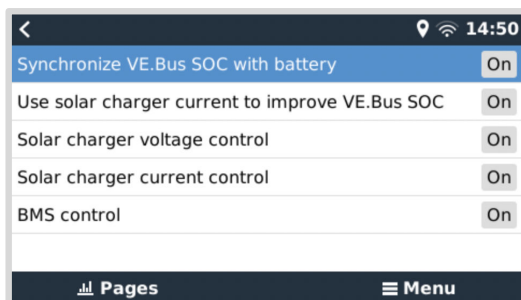 14:50
Synchronize VE.Bus SOC with battery On
Use solar charger current to improve VE.Bus SOC On
Solar charger voltage control On
Solar charger current control On
BMS control On
Pages Menu